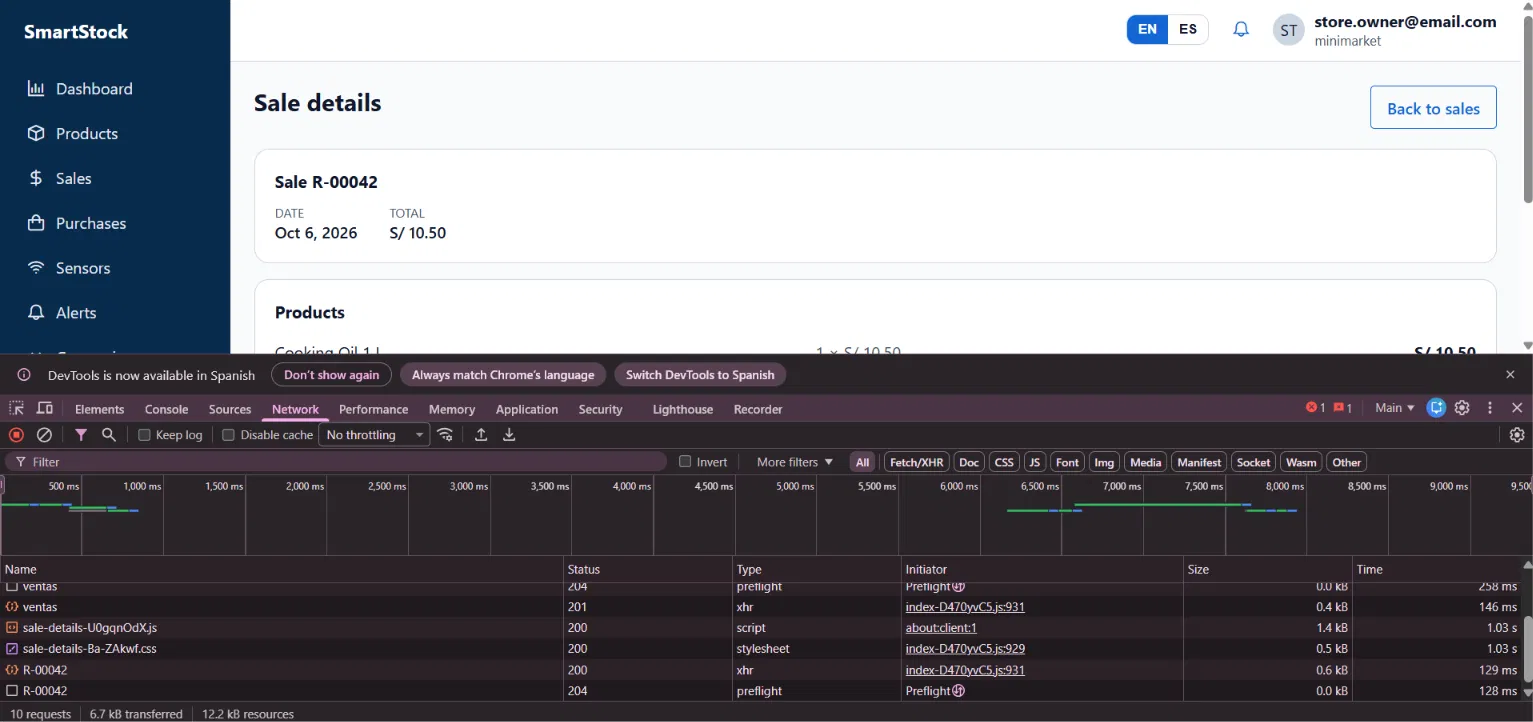 SmartStock
EN ES
ST
store.owner@email.com
minimarket
Dashboard
Products
Sales
Purchases
Sensors
Alerts
Sale details
Back to sales
Sale R-00042
DATE TOTAL
Oct 6, 2026 S/ 10.50
Products
Cooking Oil 1 L 1 × S/ 10.50 S/ 10.50
DevTools is now available in Spanish Don't show again Always match Chrome's language Switch DevTools to Spanish
Elements Console Sources Network Performance Memory Application Security Lighthouse Recorder 1 1 Main
Keep log Disable cache No throttling
Filter Invert More filters All Fetch/XHR Doc CSS JS Font Img Media Manifest Socket Wasm Other
500 ms 1,000 ms 1,500 ms 2,000 ms 2,500 ms 3,000 ms 3,500 ms 4,000 ms 4,500 ms 5,000 ms 5,500 ms 6,000 ms 6,500 ms 7,000 ms 7,500 ms 8,000 ms 8,500 ms 9,000 ms 9,500
Name Status Type Initiator Size Time
ventas 204 preflight Preflight 0.0 kB 258 ms
ventas 201 xhr index-D470yvC5.js:931 0.4 kB 146 ms
sale-details-U0gqnOdX.js 200 script about:client:1 1.4 kB 1.03 s
sale-details-Ba-ZAkwf.css 200 stylesheet index-D470yvC5.js:929 0.5 kB 1.03 s
R-00042 200 xhr index-D470yvC5.js:931 0.6 kB 129 ms
R-00042 204 preflight Preflight 0.0 kB 128 ms
10 requests 6.7 kB transferred 12.2 kB resources